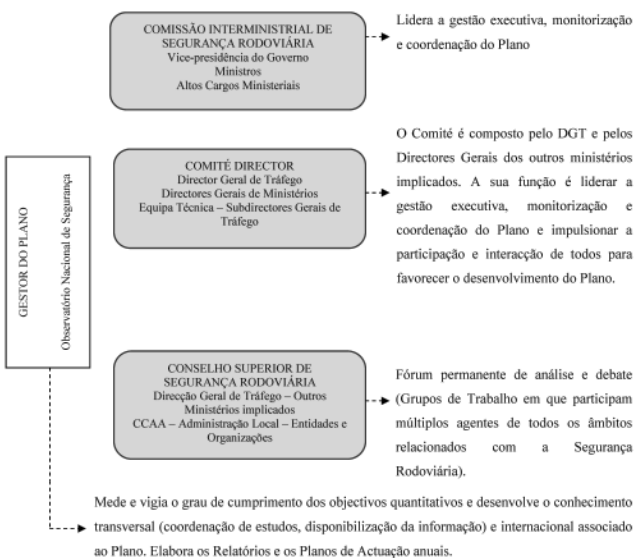 COMISSÃO INTERMINISTRIAL DE
SEGURANÇA RODOVIÁRIA
Vice-presidência do Governo
Ministros
Altos Cargos Ministeriais
Lidera a gestão executiva, monitorização
e coordenação do Plano
GESTOR DO PLANO
Observatório Nacional de Segurança
COMITÉ DIRECTOR
Director Geral de Tráfego
Directores Gerais de Ministérios
Equipa Técnica – Subdirectores Gerais de
Tráfego
O Comité é composto pelo DGT e pelos
Directores Gerais dos outros ministérios
implicados. A sua função é liderar a
gestão executiva, monitorização e
coordenação do Plano e impulsionar a
participação e interacção de todos para
favorecer o desenvolvimento do Plano.
CONSELHO SUPERIOR DE
SEGURANÇA RODOVIÁRIA
Direcção Geral de Tráfego – Outros
Ministérios implicados
CCAA – Administração Local – Entidades e
Organizações
Fórum permanente de análise e debate
(Grupos de Trabalho em que participam
múltiplos agentes de todos os âmbitos
relacionados com a Segurança
Rodoviária).
Mede e vigia o grau de cumprimento dos objectivos quantitativos e desenvolve o conhecimento
transversal (coordenação de estudos, disponibilização da informação) e internacional associado
ao Plano. Elabora os Relatórios e os Planos de Actuação anuais.